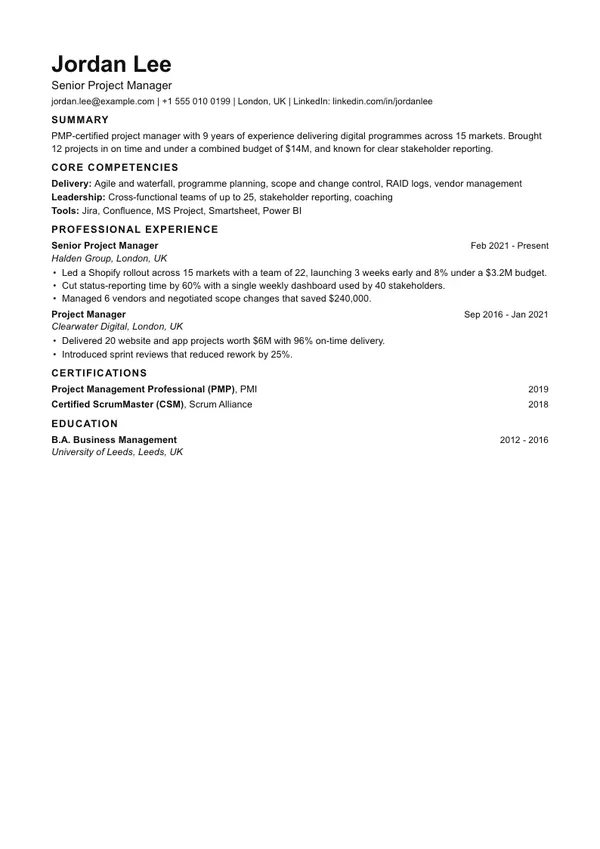 Jordan Lee
Senior Project Manager
jordan.lee@example.com | +1 555 010 0199 | London, UK | LinkedIn: linkedin.com/in/jordanlee
SUMMARY
PMP-certified project manager with 9 years of experience delivering digital programmes across 15 markets. Brought
12 projects in on time and under a combined budget of $14M, and known for clear stakeholder reporting.
CORE COMPETENCIES
Delivery: Agile and waterfall, programme planning, scope and change control, RAID logs, vendor management
Leadership: Cross-functional teams of up to 25, stakeholder reporting, coaching
Tools: Jira, Confluence, MS Project, Smartsheet, Power BI
PROFESSIONAL EXPERIENCE
Senior Project Manager Feb 2021 - Present
Halden Group, London, UK
• Led a Shopify rollout across 15 markets with a team of 22, launching 3 weeks early and 8% under a $3.2M budget.
• Cut status-reporting time by 60% with a single weekly dashboard used by 40 stakeholders.
• Managed 6 vendors and negotiated scope changes that saved $240,000.
Project Manager Sep 2016 - Jan 2021
Clearwater Digital, London, UK
• Delivered 20 website and app projects worth $6M with 96% on-time delivery.
• Introduced sprint reviews that reduced rework by 25%.
CERTIFICATIONS
Project Management Professional (PMP), PMI 2019
Certified ScrumMaster (CSM), Scrum Alliance 2018
EDUCATION
B.A. Business Management 2012 - 2016
University of Leeds, Leeds, UK